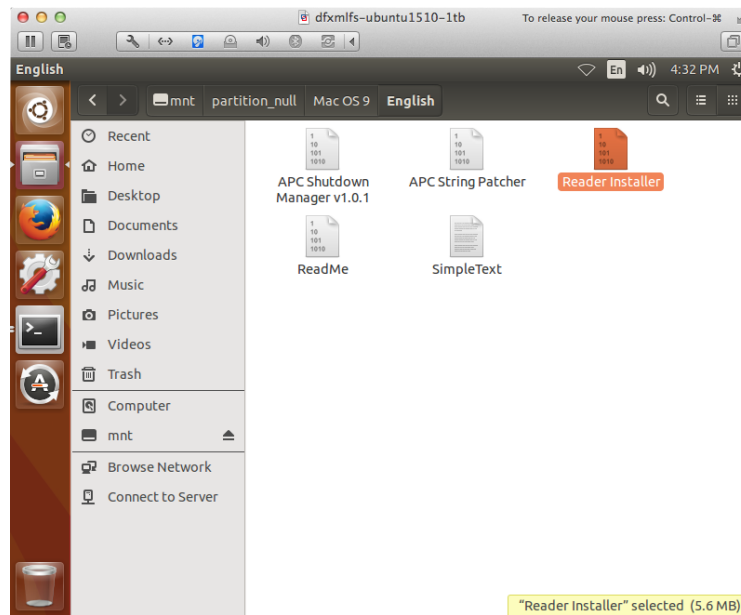 dfxmlfs-ubuntu1510-1tb
To release your mouse press: Control-⌘
English
En
4:32 PM
mnt
partition_null
Mac OS 9
English
Recent
Home
Desktop
Documents
Downloads
Music
Pictures
Videos
Trash
Computer
mnt
Browse Network
Connect to Server
APC Shutdown
Manager v1.0.1
APC String Patcher
Reader Installer
ReadMe
SimpleText
"Reader Installer" selected (5.6 MB)